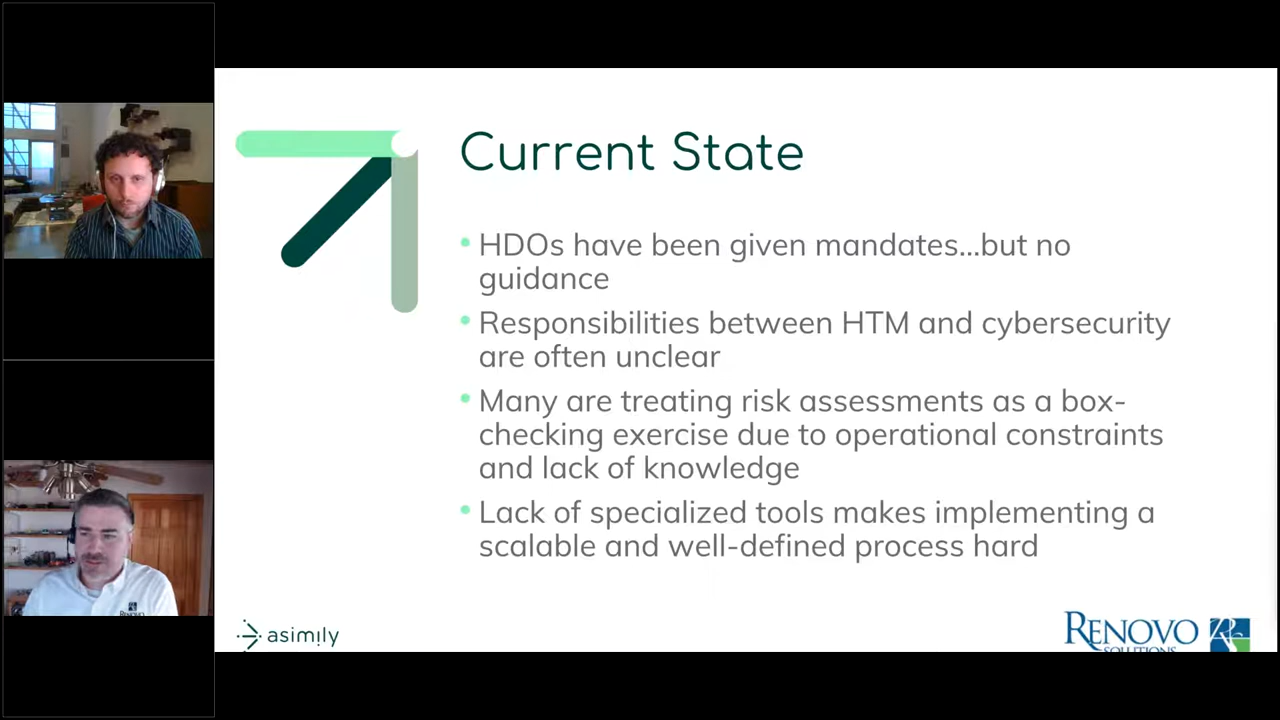 Current State
• HDOs have been given mandates...but no
guidance
• Responsibilities between HTM and cybersecurity
are often unclear
• Many are treating risk assessments as a box-
checking exercise due to operational constraints
and lack of knowledge
• Lack of specialized tools makes implementing a
scalable and well-defined process hard
asimily
RENOVO
SOLUTIONS
RENOVO